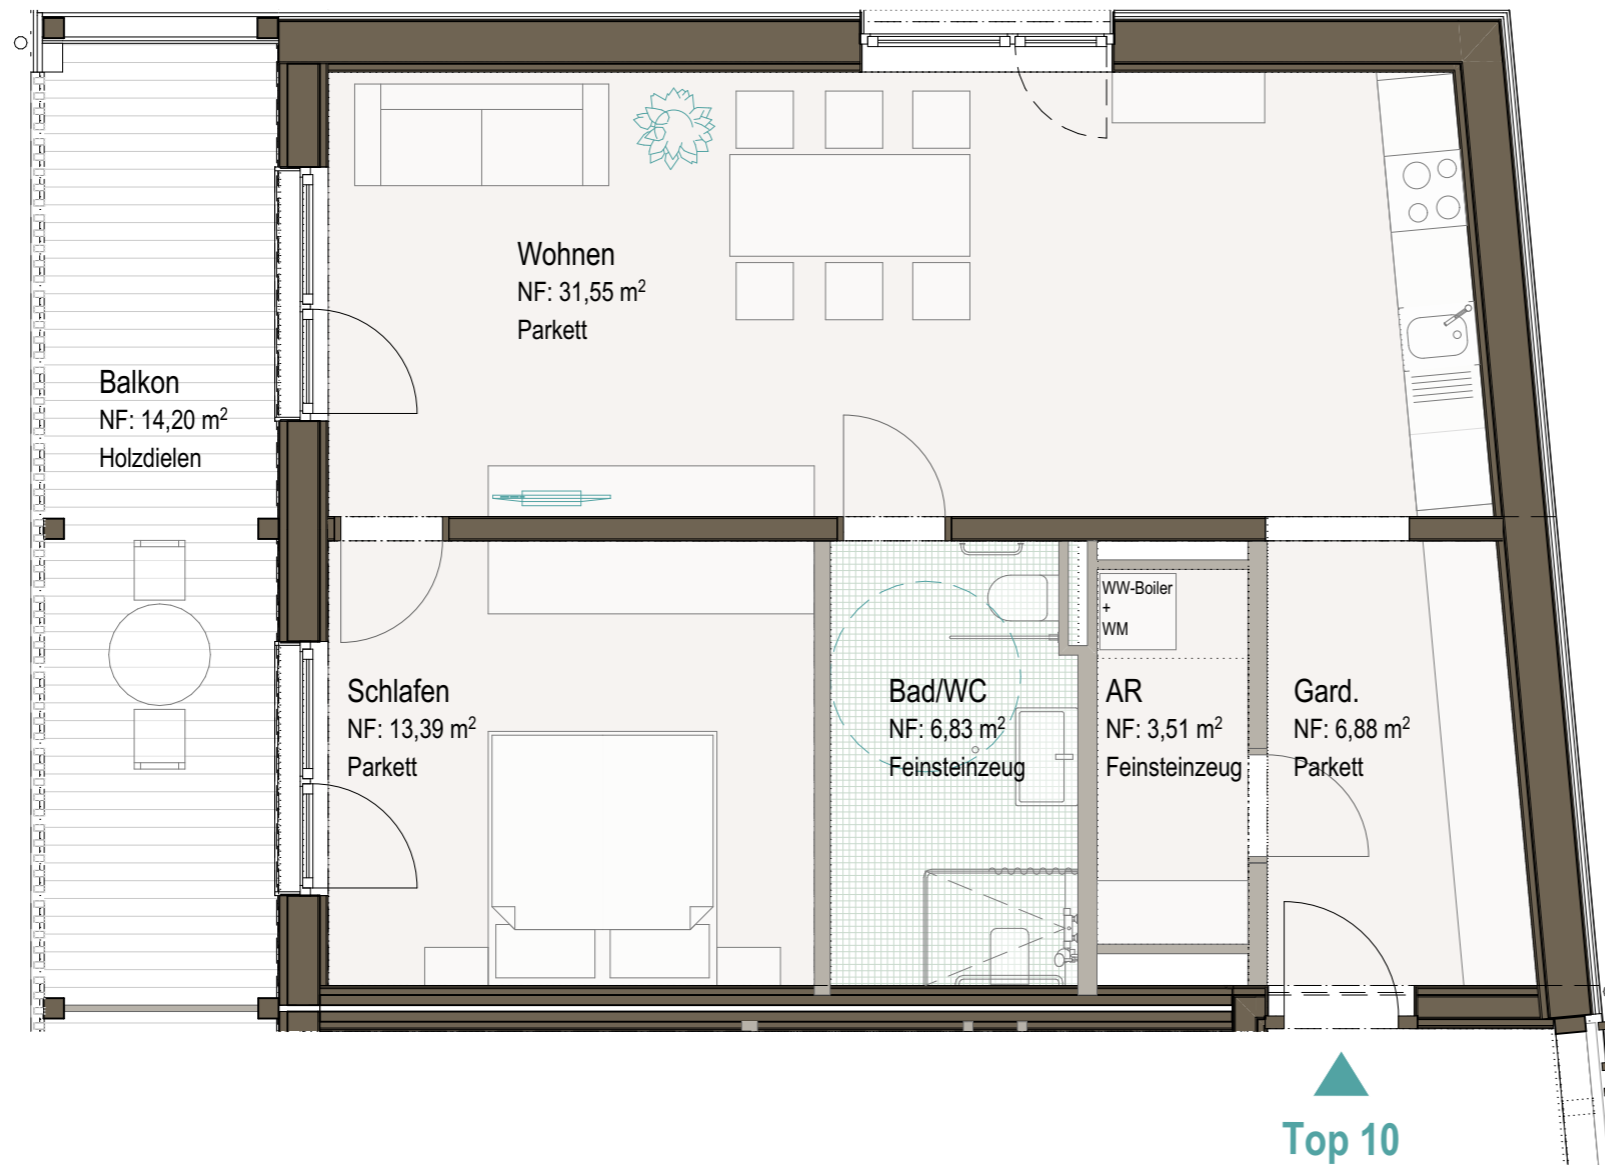 Wohnen
NF: 31,55 m²
Parkett
Balkon
NF: 14,20 m²
Holzdielen
WW-Boiler
+
WM
Schlafen
NF: 13,39 m²
Parkett
Bad/WC
NF: 6,83 m²
Feinsteinzeug
AR
NF: 3,51 m²
Feinsteinzeug
Gard.
NF: 6,88 m²
Parkett
Top 10